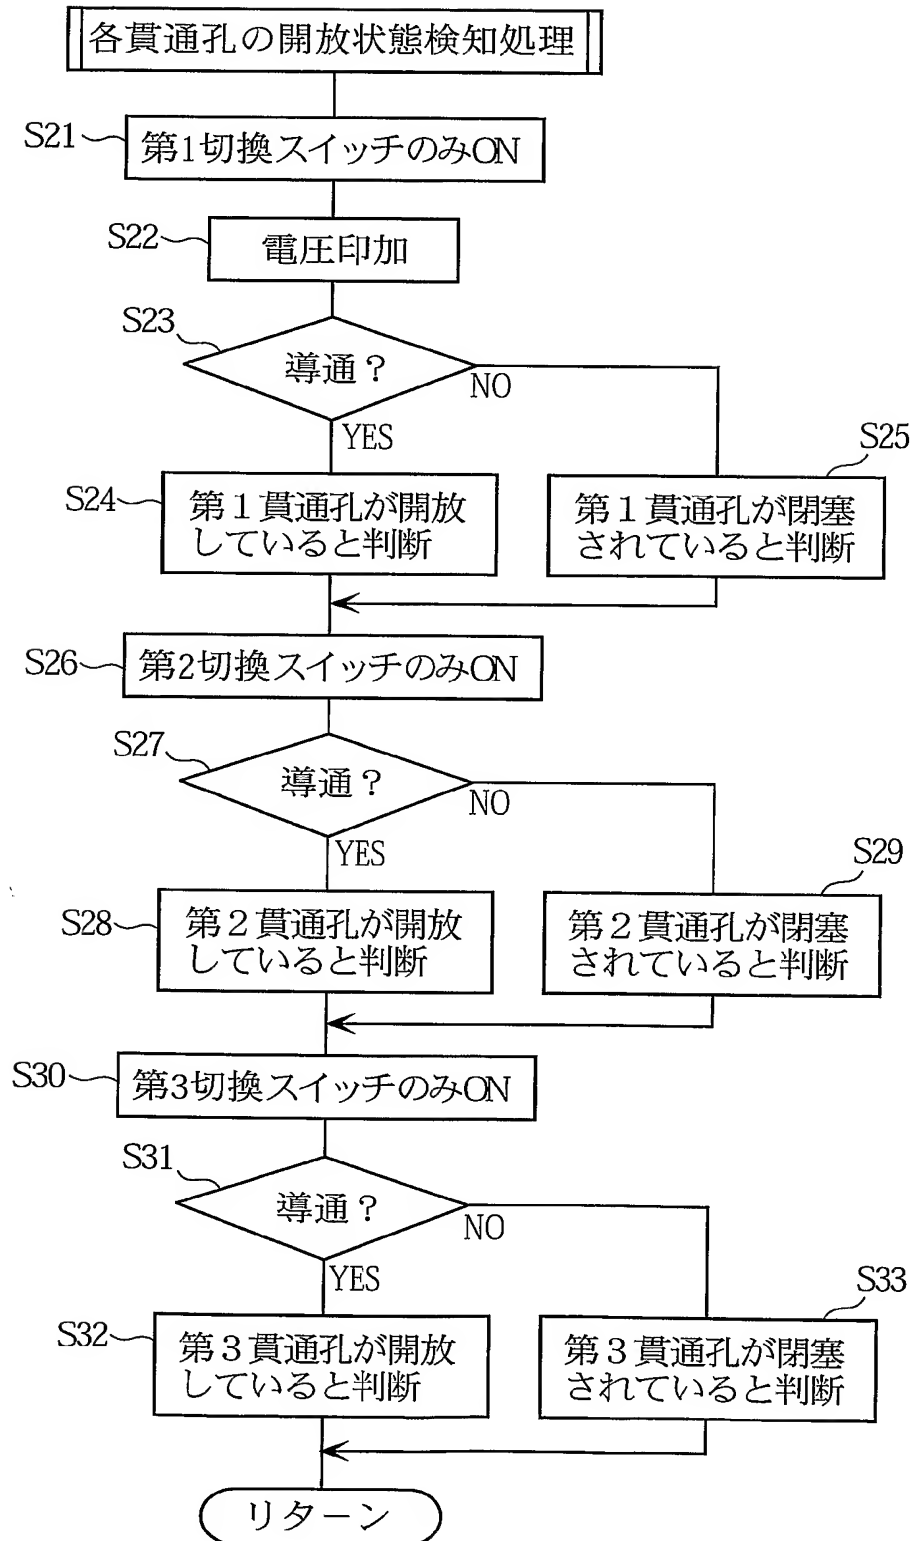 各貫通孔の開放状態検知処理
S21
第1切換スイッチのみON
S22
電圧印加
S23
導通？
NO
YES
S24
第１貫通孔が開放
していると判断
S25
第１貫通孔が閉塞
されていると判断
S26
第2切換スイッチのみON
S27
導通？
NO
YES
S28
第２貫通孔が開放
していると判断
S29
第２貫通孔が閉塞
されていると判断
S30
第3切換スイッチのみON
S31
導通？
NO
YES
S32
第３貫通孔が開放
していると判断
S33
第３貫通孔が閉塞
されていると判断
リターン